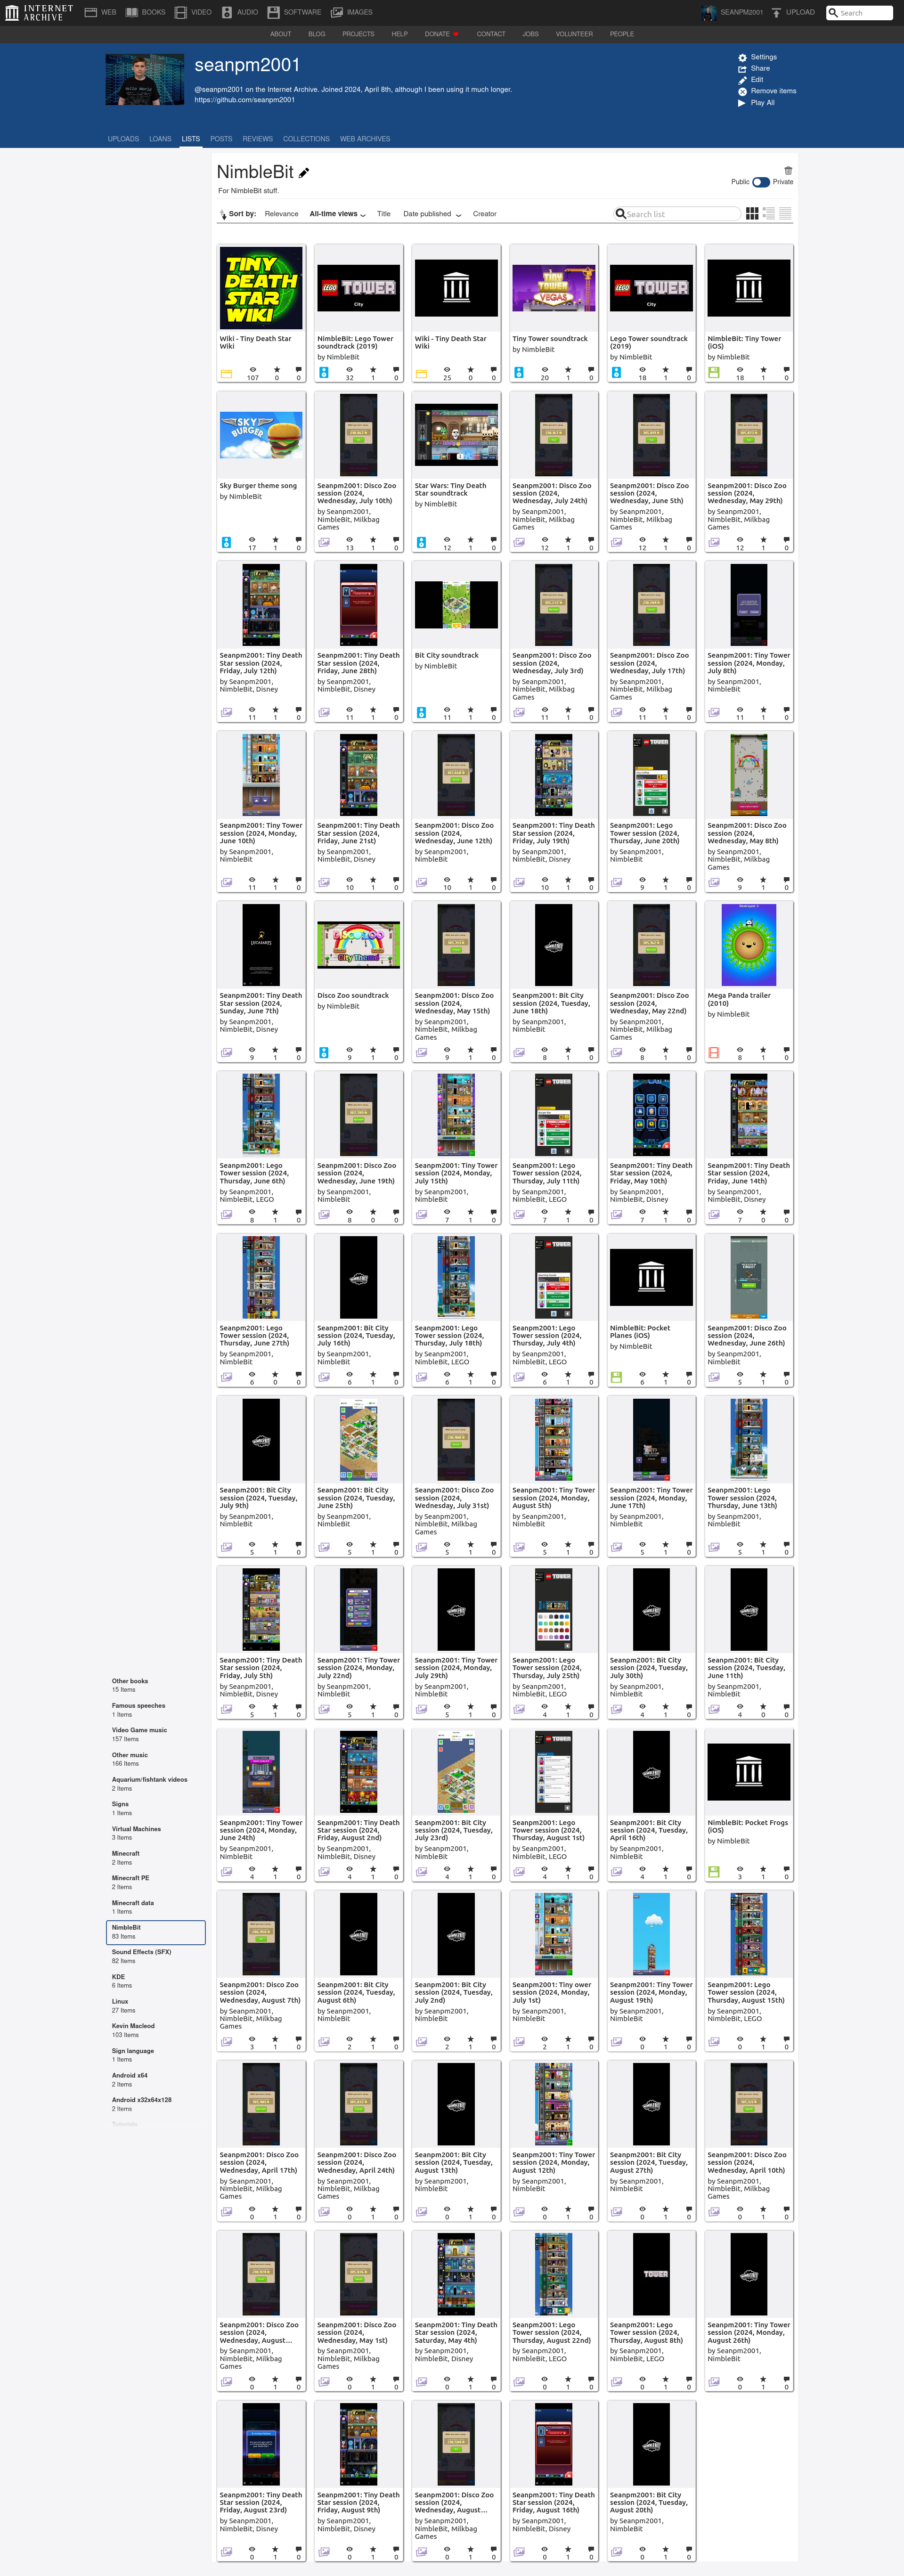 INTERNET ARCHIVE
WEB
BOOKS
VIDEO
AUDIO
SOFTWARE
IMAGES
SEANPM2001
UPLOAD
Search
ABOUT
BLOG
PROJECTS
HELP
DONATE
CONTACT
JOBS
VOLUNTEER
PEOPLE
seanpm2001
@seanpm2001 on the Internet Archive. Joined 2024, April 8th, although I been using it much longer.
https://github.com/seanpm2001
Settings
Share
Edit
Remove items
Play All
UPLOADS
LOANS
LISTS
POSTS
REVIEWS
COLLECTIONS
WEB ARCHIVES
NimbleBit
For NimbleBit stuff.
Public
Private
Sort by:
Relevance
All-time views
Title
Date published
Creator
Search list
TINY DEATH STAR WIKI
Wiki - Tiny Death Star Wiki
107 0 0
LEGO TOWER
City
NimbleBit: Lego Tower soundtrack (2019)
by NimbleBit
32 1 0
Wiki - Tiny Death Star Wiki
25 0 0
TINY TOWER VEGAS
Tiny Tower soundtrack
by NimbleBit
20 1 0
LEGO TOWER
City
Lego Tower soundtrack (2019)
by NimbleBit
18 1 0
NimbleBit: Tiny Tower (iOS)
by NimbleBit
18 1 0
SKY BURGER
Sky Burger theme song
by NimbleBit
17 1 0
Seanpm2001: Disco Zoo session (2024, Wednesday, July 10th)
by Seanpm2001, NimbleBit, Milkbag Games
13 1 0
Star Wars: Tiny Death Star soundtrack
by NimbleBit
12 1 0
Seanpm2001: Disco Zoo session (2024, Wednesday, July 24th)
by Seanpm2001, NimbleBit, Milkbag Games
12 1 0
Seanpm2001: Disco Zoo session (2024, Wednesday, June 5th)
by Seanpm2001, NimbleBit, Milkbag Games
12 1 0
Seanpm2001: Disco Zoo session (2024, Wednesday, May 29th)
by Seanpm2001, NimbleBit, Milkbag Games
12 1 0
Seanpm2001: Tiny Death Star session (2024, Friday, July 12th)
by Seanpm2001, NimbleBit, Disney
11 1 0
Seanpm2001: Tiny Death Star session (2024, Friday, June 28th)
by Seanpm2001, NimbleBit, Disney
11 1 0
Bit City soundtrack
by NimbleBit
11 1 0
Seanpm2001: Disco Zoo session (2024, Wednesday, July 3rd)
by Seanpm2001, NimbleBit, Milkbag Games
11 1 0
Seanpm2001: Disco Zoo session (2024, Wednesday, July 17th)
by Seanpm2001, NimbleBit, Milkbag Games
11 1 0
Seanpm2001: Tiny Tower session (2024, Monday, July 8th)
by Seanpm2001, NimbleBit
11 1 0
Seanpm2001: Tiny Tower session (2024, Monday, June 10th)
by Seanpm2001, NimbleBit
11 1 0
Seanpm2001: Tiny Death Star session (2024, Friday, June 21st)
by Seanpm2001, NimbleBit, Disney
10 1 0
Seanpm2001: Disco Zoo session (2024, Wednesday, June 12th)
by Seanpm2001, NimbleBit
10 1 0
Seanpm2001: Tiny Death Star session (2024, Friday, July 19th)
by Seanpm2001, NimbleBit, Disney
10 1 0
Seanpm2001: Lego Tower session (2024, Thursday, June 20th)
by Seanpm2001, NimbleBit
9 1 0
Seanpm2001: Disco Zoo session (2024, Wednesday, May 8th)
by Seanpm2001, NimbleBit, Milkbag Games
9 1 0
Seanpm2001: Tiny Death Star session (2024, Sunday, June 7th)
by Seanpm2001, NimbleBit, Disney
9 1 0
Disco Zoo soundtrack
by NimbleBit
9 1 0
Seanpm2001: Disco Zoo session (2024, Wednesday, May 15th)
by Seanpm2001, NimbleBit, Milkbag Games
9 1 0
Seanpm2001: Bit City session (2024, Tuesday, June 18th)
by Seanpm2001, NimbleBit
8 1 0
Seanpm2001: Disco Zoo session (2024, Wednesday, May 22nd)
by Seanpm2001, NimbleBit, Milkbag Games
8 1 0
Mega Panda trailer (2010)
by NimbleBit
8 1 0
Seanpm2001: Lego Tower session (2024, Thursday, June 6th)
by Seanpm2001, NimbleBit, LEGO
8 1 0
Seanpm2001: Disco Zoo session (2024, Wednesday, June 19th)
by Seanpm2001, NimbleBit
8 0 0
Seanpm2001: Tiny Tower session (2024, Monday, July 15th)
by Seanpm2001, NimbleBit
7 1 0
Seanpm2001: Lego Tower session (2024, Thursday, July 11th)
by Seanpm2001, NimbleBit, LEGO
7 1 0
Seanpm2001: Tiny Death Star session (2024, Friday, May 10th)
by Seanpm2001, NimbleBit, Disney
7 1 0
Seanpm2001: Tiny Death Star session (2024, Friday, June 14th)
by Seanpm2001, NimbleBit, Disney
7 0 0
Seanpm2001: Lego Tower session (2024, Thursday, June 27th)
by Seanpm2001, NimbleBit
6 0 0
Seanpm2001: Bit City session (2024, Tuesday, July 16th)
by Seanpm2001, NimbleBit
6 1 0
Seanpm2001: Lego Tower session (2024, Thursday, July 18th)
by Seanpm2001, NimbleBit, LEGO
6 1 0
Seanpm2001: Lego Tower session (2024, Thursday, July 4th)
by Seanpm2001, NimbleBit, LEGO
6 1 0
NimbleBit: Pocket Planes (iOS)
by NimbleBit
6 1 0
Seanpm2001: Disco Zoo session (2024, Wednesday, June 26th)
by Seanpm2001, NimbleBit
5 1 0
Seanpm2001: Bit City session (2024, Tuesday, July 9th)
by Seanpm2001, NimbleBit
5 1 0
Seanpm2001: Bit City session (2024, Tuesday, June 25th)
by Seanpm2001, NimbleBit
5 1 0
Seanpm2001: Disco Zoo session (2024, Wednesday, July 31st)
by Seanpm2001, NimbleBit, Milkbag Games
5 1 0
Seanpm2001: Tiny Tower session (2024, Monday, August 5th)
by Seanpm2001, NimbleBit
5 1 0
Seanpm2001: Tiny Tower session (2024, Monday, June 17th)
by Seanpm2001, NimbleBit
5 1 0
Seanpm2001: Lego Tower session (2024, Thursday, June 13th)
by Seanpm2001, NimbleBit
5 1 0
Seanpm2001: Tiny Death Star session (2024, Friday, July 5th)
by Seanpm2001, NimbleBit, Disney
5 1 0
Seanpm2001: Tiny Tower session (2024, Monday, July 22nd)
by Seanpm2001, NimbleBit
5 1 0
Seanpm2001: Tiny Tower session (2024, Monday, July 29th)
by Seanpm2001, NimbleBit
5 1 0
Seanpm2001: Lego Tower session (2024, Thursday, July 25th)
by Seanpm2001, NimbleBit, LEGO
4 1 0
Seanpm2001: Bit City session (2024, Tuesday, July 30th)
by Seanpm2001, NimbleBit
4 1 0
Seanpm2001: Bit City session (2024, Tuesday, June 11th)
by Seanpm2001, NimbleBit
4 0 0
Seanpm2001: Tiny Tower session (2024, Monday, June 24th)
by Seanpm2001, NimbleBit
4 1 0
Seanpm2001: Tiny Death Star session (2024, Friday, August 2nd)
by Seanpm2001, NimbleBit, Disney
4 1 0
Seanpm2001: Bit City session (2024, Tuesday, July 23rd)
by Seanpm2001, NimbleBit
4 1 0
Seanpm2001: Lego Tower session (2024, Thursday, August 1st)
by Seanpm2001, NimbleBit, LEGO
4 1 0
Seanpm2001: Bit City session (2024, Tuesday, April 16th)
by Seanpm2001, NimbleBit
4 1 0
NimbleBit: Pocket Frogs (iOS)
by NimbleBit
3 1 0
Seanpm2001: Disco Zoo session (2024, Wednesday, August 7th)
by Seanpm2001, NimbleBit, Milkbag Games
3 1 0
Seanpm2001: Bit City session (2024, Tuesday, August 6th)
by Seanpm2001, NimbleBit
2 1 0
Seanpm2001: Bit City session (2024, Tuesday, July 2nd)
by Seanpm2001, NimbleBit
2 1 0
Seanpm2001: Tiny ower session (2024, Monday, July 1st)
by Seanpm2001, NimbleBit
2 1 0
Seanpm2001: Tiny Tower session (2024, Monday, August 19th)
by Seanpm2001, NimbleBit
0 1 0
Seanpm2001: Lego Tower session (2024, Thursday, August 15th)
by Seanpm2001, NimbleBit, LEGO
0 1 0
Seanpm2001: Disco Zoo session (2024, Wednesday, April 17th)
by Seanpm2001, NimbleBit, Milkbag Games
0 1 0
Seanpm2001: Disco Zoo session (2024, Wednesday, April 24th)
by Seanpm2001, NimbleBit, Milkbag Games
0 1 0
Seanpm2001: Bit City session (2024, Tuesday, August 13th)
by Seanpm2001, NimbleBit
0 1 0
Seanpm2001: Tiny Tower session (2024, Monday, August 12th)
by Seanpm2001, NimbleBit
0 1 0
Seanpm2001: Bit City session (2024, Tuesday, August 27th)
by Seanpm2001, NimbleBit
0 1 0
Seanpm2001: Disco Zoo session (2024, Wednesday, April 10th)
by Seanpm2001, NimbleBit, Milkbag Games
0 1 0
Seanpm2001: Disco Zoo session (2024, Wednesday, August...
by Seanpm2001, NimbleBit, Milkbag Games
0 1 0
Seanpm2001: Disco Zoo session (2024, Wednesday, May 1st)
by Seanpm2001, NimbleBit, Milkbag Games
0 1 0
Seanpm2001: Tiny Death Star session (2024, Saturday, May 4th)
by Seanpm2001, NimbleBit, Disney
0 1 0
Seanpm2001: Lego Tower session (2024, Thursday, August 22nd)
by Seanpm2001, NimbleBit, LEGO
0 1 0
Seanpm2001: Lego Tower session (2024, Thursday, August 8th)
by Seanpm2001, NimbleBit, LEGO
0 1 0
Seanpm2001: Tiny Tower session (2024, Monday, August 26th)
by Seanpm2001, NimbleBit
0 1 0
Seanpm2001: Tiny Death Star session (2024, Friday, August 23rd)
by Seanpm2001, NimbleBit, Disney
0 1 0
Seanpm2001: Tiny Death Star session (2024, Friday, August 9th)
by Seanpm2001, NimbleBit, Disney
0 1 0
Seanpm2001: Disco Zoo session (2024, Wednesday, August...
by Seanpm2001, NimbleBit, Milkbag Games
0 1 0
Seanpm2001: Tiny Death Star session (2024, Friday, August 16th)
by Seanpm2001, NimbleBit, Disney
0 1 0
Seanpm2001: Bit City session (2024, Tuesday, August 20th)
by Seanpm2001, NimbleBit
0 1 0
Other books
15 Items
Famous speeches
1 Items
Video Game music
157 Items
Other music
166 Items
Aquarium/fishtank videos
2 Items
Signs
1 Items
Virtual Machines
3 Items
Minecraft
2 Items
Minecraft PE
2 Items
Minecraft data
1 Items
NimbleBit
83 Items
Sound Effects (SFX)
82 Items
KDE
6 Items
Linux
27 Items
Kevin Macleod
103 Items
Sign language
1 Items
Android x64
2 Items
Android x32x64x128
2 Items